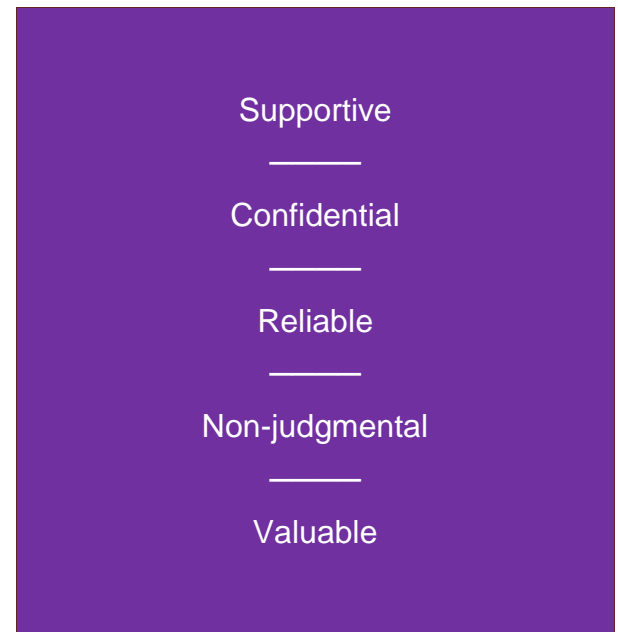 Supportive
Confidential
Reliable
Non-judgmental
Valuable